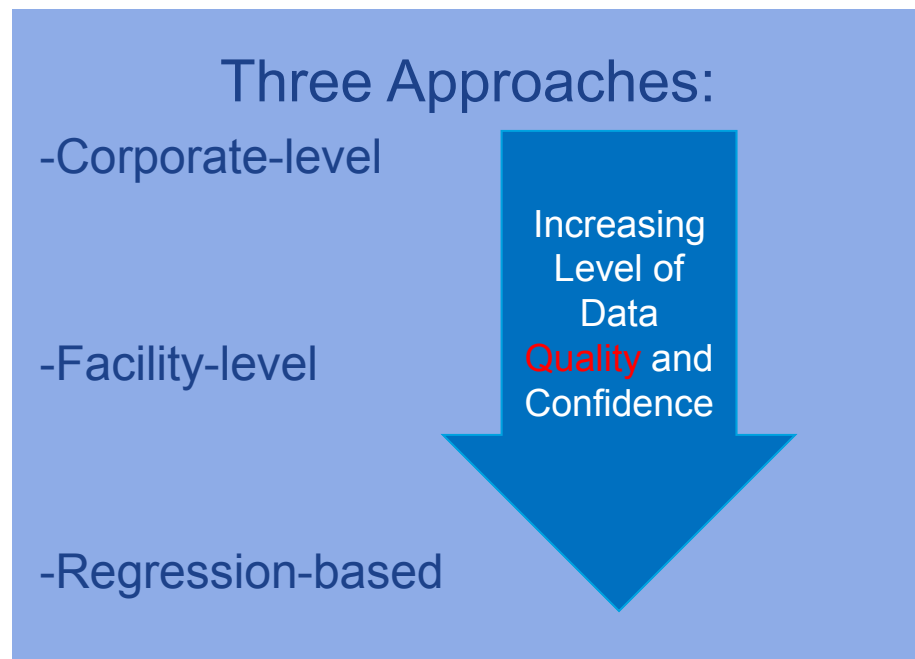 Three Approaches:
-Corporate-level
Increasing
Level of
Data
Quality and
Confidence
-Facility-level
-Regression-based